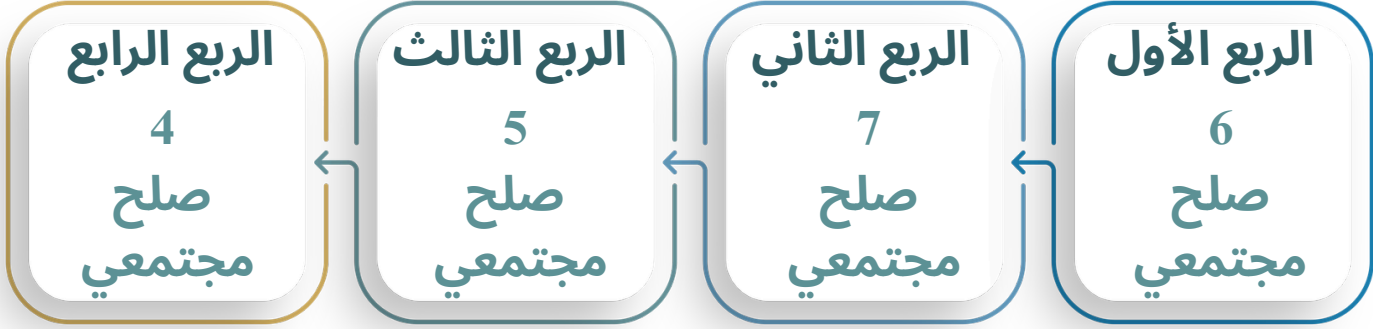 الربع الأول
6
صلح
مجتمعي
الربع الثاني
7
صلح
مجتمعي
الربع الثالث
5
صلح
مجتمعي
الربع الرابع
4
صلح
مجتمعي